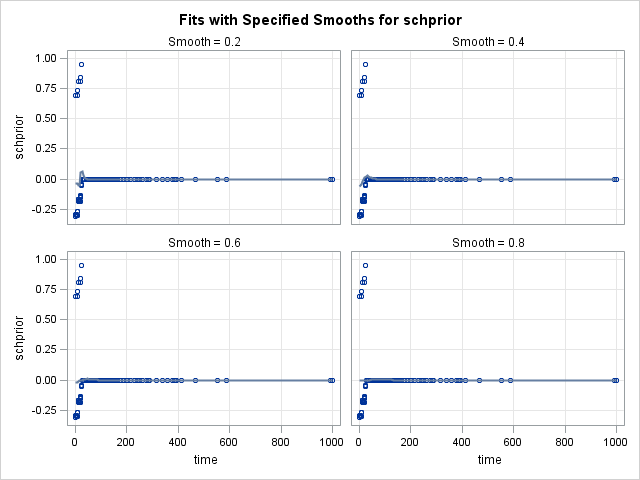 Fits with Specified Smooths for schprior
Smooth = 0.2
Smooth = 0.4
schprior
1.00
0.75
0.50
0.25
0.00
-0.25
Smooth = 0.6
Smooth = 0.8
schprior
1.00
0.75
0.50
0.25
0.00
-0.25
0 200 400 600 800 1000
0 200 400 600 800 1000
time
time